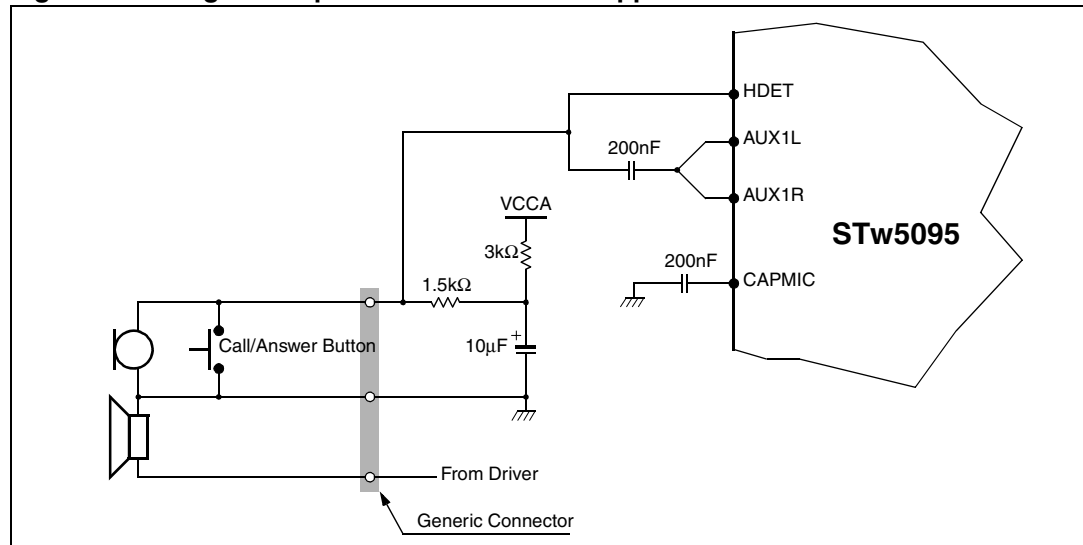 HDET
AUX1L
200nF
AUX1R
VCCA
STw5095
3kΩ
200nF
CAPMIC
1.5kΩ
Call/Answer Button
10µF
+
From Driver
Generic Connector